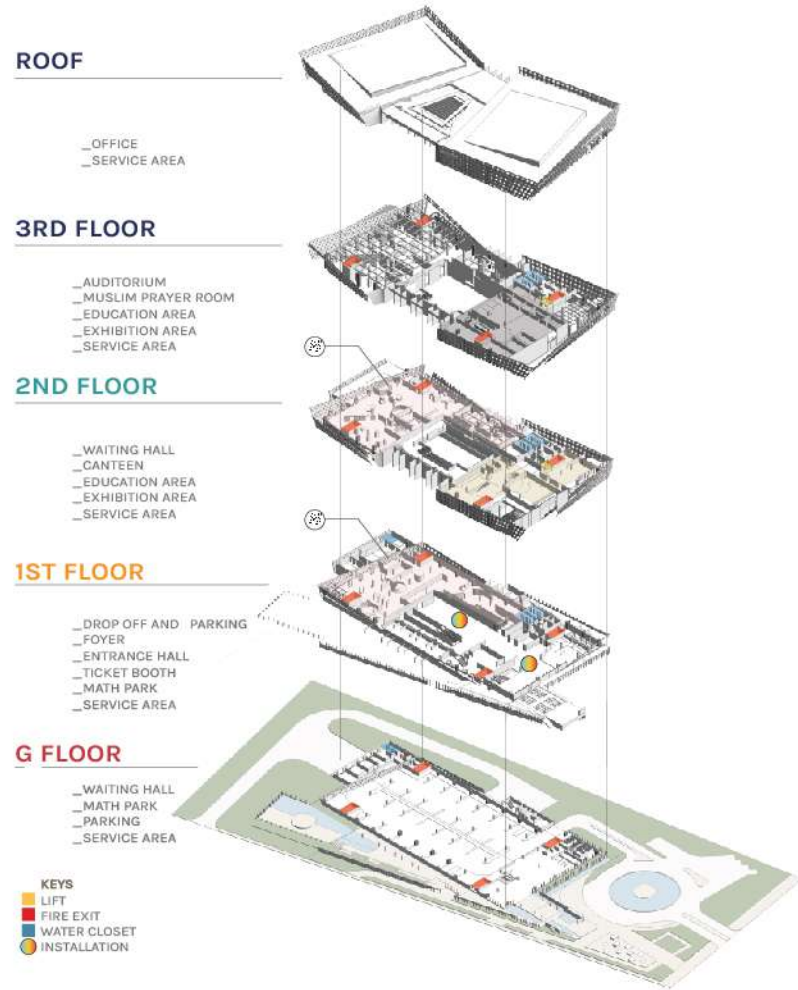 ROOF
_OFFICE
_SERVICE AREA
3RD FLOOR
_AUDITORIUM
_MUSLIM PRAYER ROOM
_EDUCATION AREA
_EXHIBITION AREA
_SERVICE AREA
2ND FLOOR
_WAITING HALL
_CANTEEN
_EDUCATION AREA
_EXHIBITION AREA
_SERVICE AREA
1ST FLOOR
_DROP OFF AND PARKING
_FOYER
_ENTRANCE HALL
_TICKET BOOTH
_MATH PARK
_SERVICE AREA
G FLOOR
_WAITING HALL
_MATH PARK
_PARKING
_SERVICE AREA
KEYS
LIFT
FIRE EXIT
WATER CLOSET
INSTALLATION